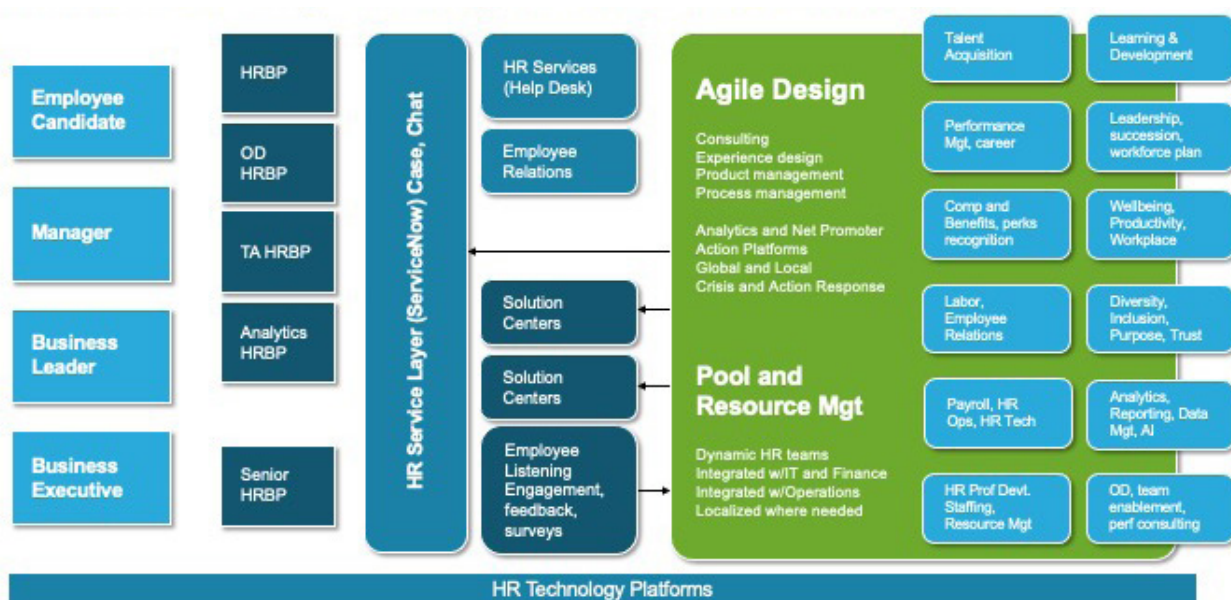 Employee
Candidate
Manager
Business
Leader
Business
Executive
HRBP
OD
HRBP
TA HRBP
Analytics
HRBP
Senior
HRBP
HR Service Layer (ServiceNow) Case, Chat
HR Services
(Help Desk)
Employee
Relations
Solution
Centers
Solution
Centers
Employee
Listening
Engagement,
feedback,
surveys
Agile Design
Consulting
Experience design
Product management
Process management
Analytics and Net Promoter
Action Platforms
Global and Local
Crisis and Action Response
Pool and
Resource Mgt
Dynamic HR teams
Integrated w/IT and Finance
Integrated w/Operations
Localized where needed
Talent
Acquisition
Learning &
Development
Performance
Mgt, career
Leadership,
succession,
workforce plan
Comp and
Benefits, perks
recognition
Wellbeing,
Productivity,
Workplace
Labor,
Employee
Relations
Diversity,
Inclusion,
Purpose, Trust
Payroll, HR
Ops, HR Tech
Analytics,
Reporting, Data
Mgt, AI
HR Prof Devt.
Staffing,
Resource Mgt
OD, team
enablement,
perf consulting
HR Technology Platforms